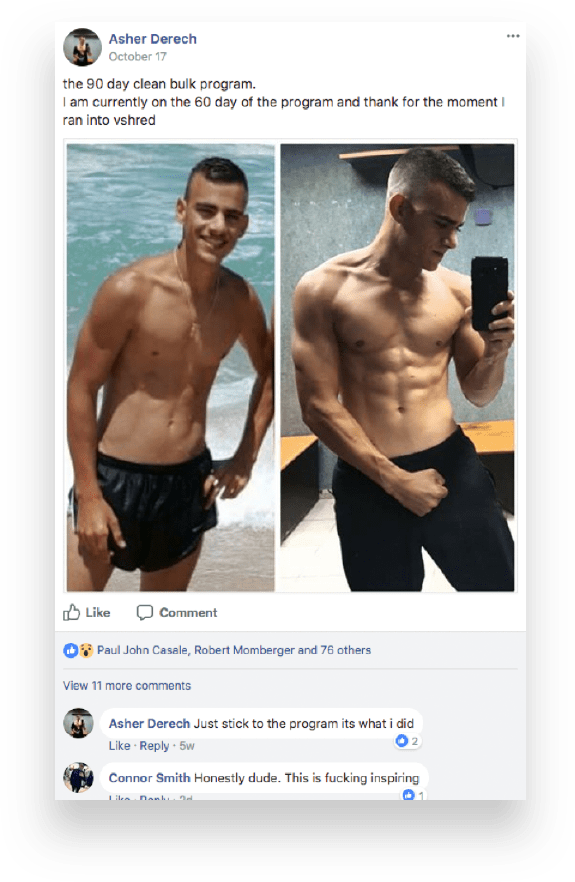 Asher Derech
October 17
the 90 day clean bulk program.
I am currently on the 60 day of the program and thank for the moment I
ran into vshred
Like Comment
Paul John Casale, Robert Momberger and 76 others
View 11 more comments
Asher Derech Just stick to the program its what i did
Like · Reply · 5w 2
Connor Smith Honestly dude. This is fucking inspiring
Like · Reply · 2d 1